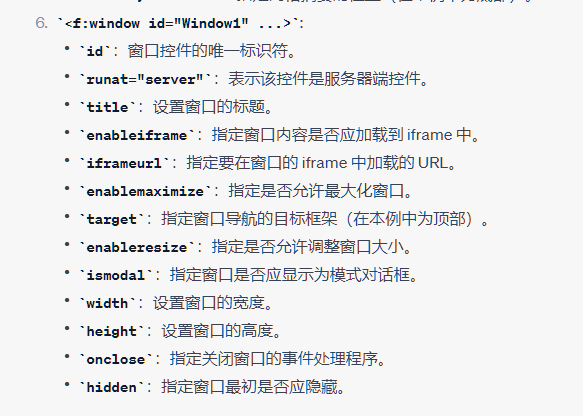 6. `<f:window id="Window1" ...>`:
• `id`：窗口控件的唯一标识符。
• `runat="server"`：表示该控件是服务器端控件。
• `title`：设置窗口的标题。
• `enableiframe`：指定窗口内容是否应加载到 iframe 中。
• `iframeurl`：指定要在窗口的 iframe 中加载的 URL。
• `enablemaximize`：指定是否允许最大化窗口。
• `target`：指定窗口导航的目标框架（在本例中为顶部）。
• `enableresize`：指定是否允许调整窗口大小。
• `ismodal`：指定窗口是否应显示为模式对话框。
• `width`：设置窗口的宽度。
• `height`：设置窗口的高度。
• `onclose`：指定关闭窗口的事件处理程序。
• `hidden`：指定窗口最初是否应隐藏。